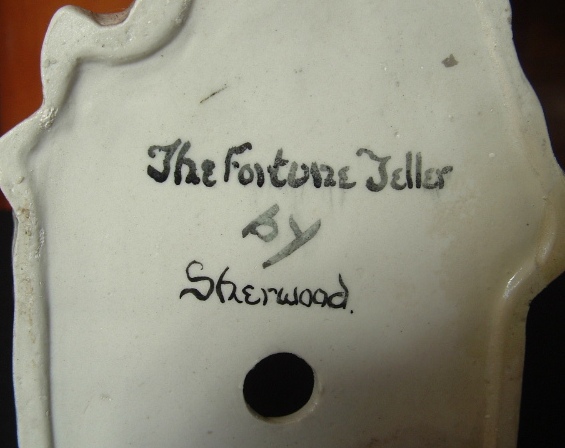 The Fortune Teller
by
Sherwood.